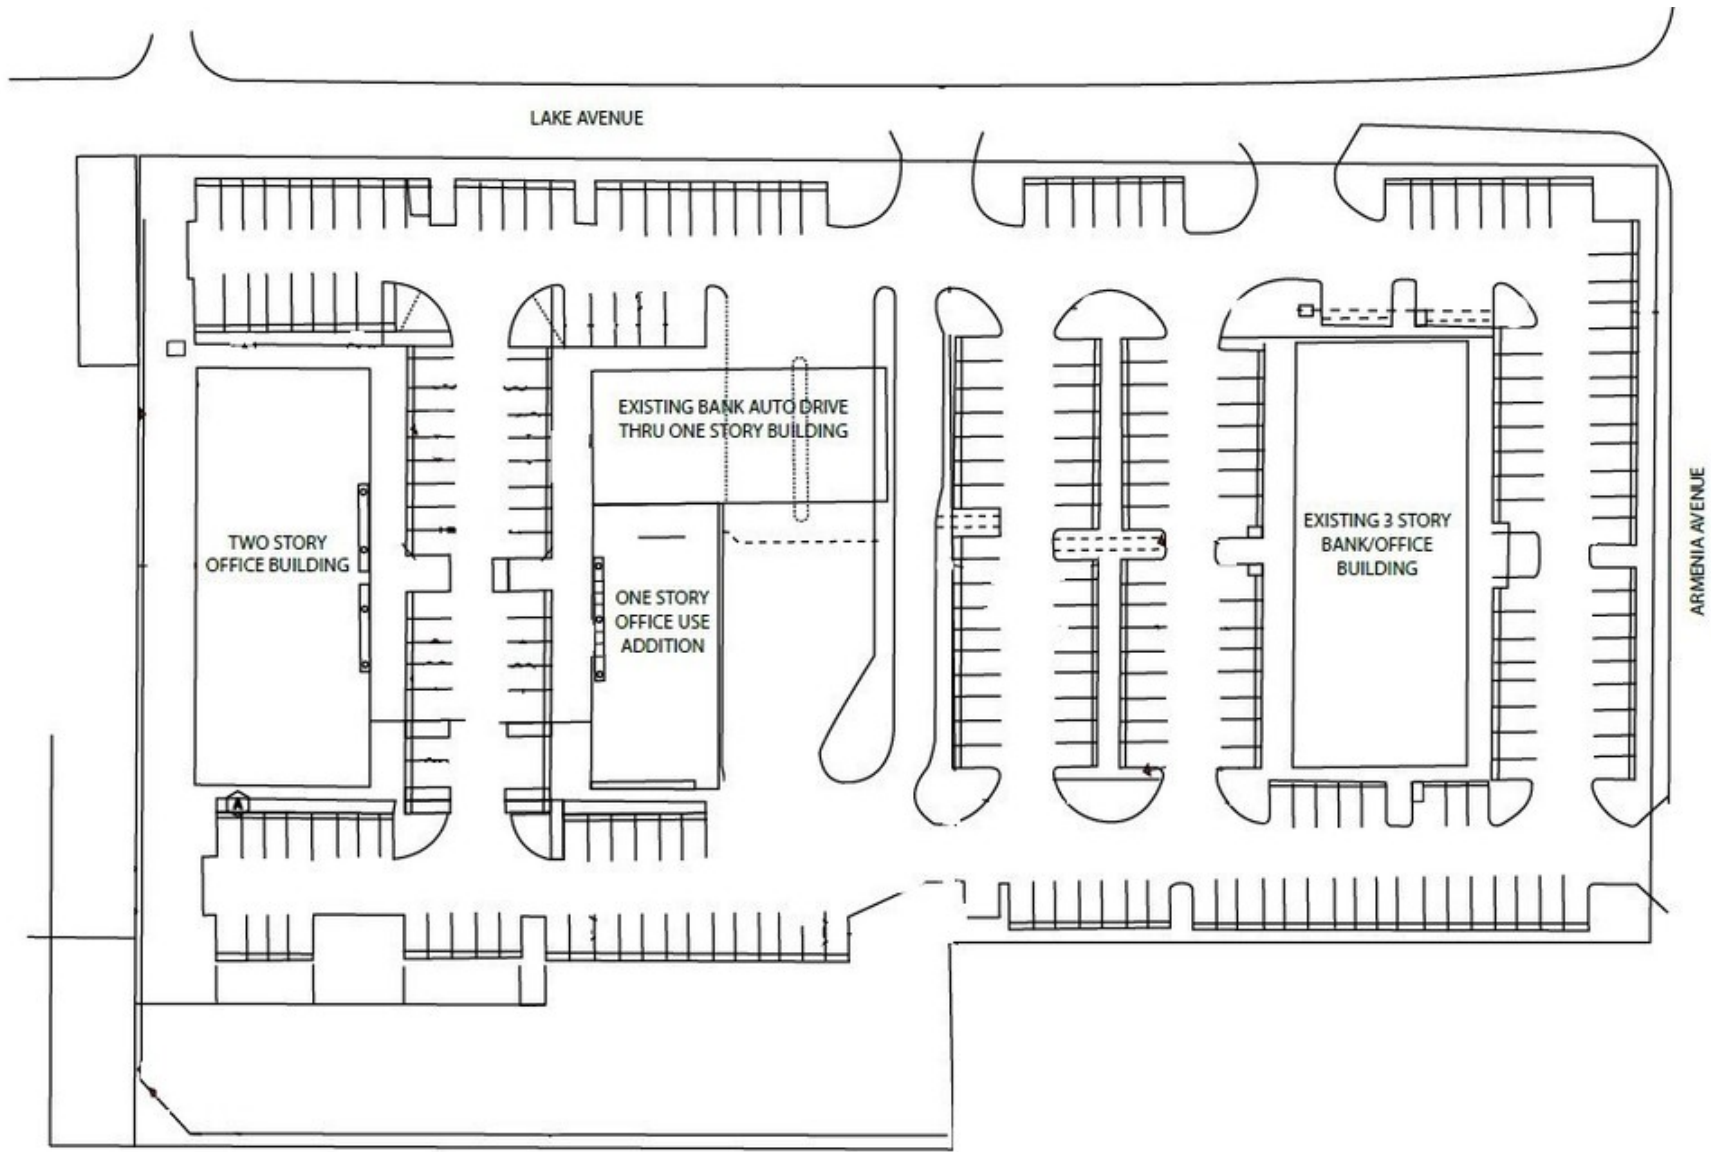 LAKE AVENUE
EXISTING BANK AUTO DRIVE
THRU ONE STORY BUILDING
TWO STORY
OFFICE BUILDING
ONE STORY
OFFICE USE
ADDITION
EXISTING 3 STORY
BANK/OFFICE
BUILDING
ARMENIA AVENUE
A